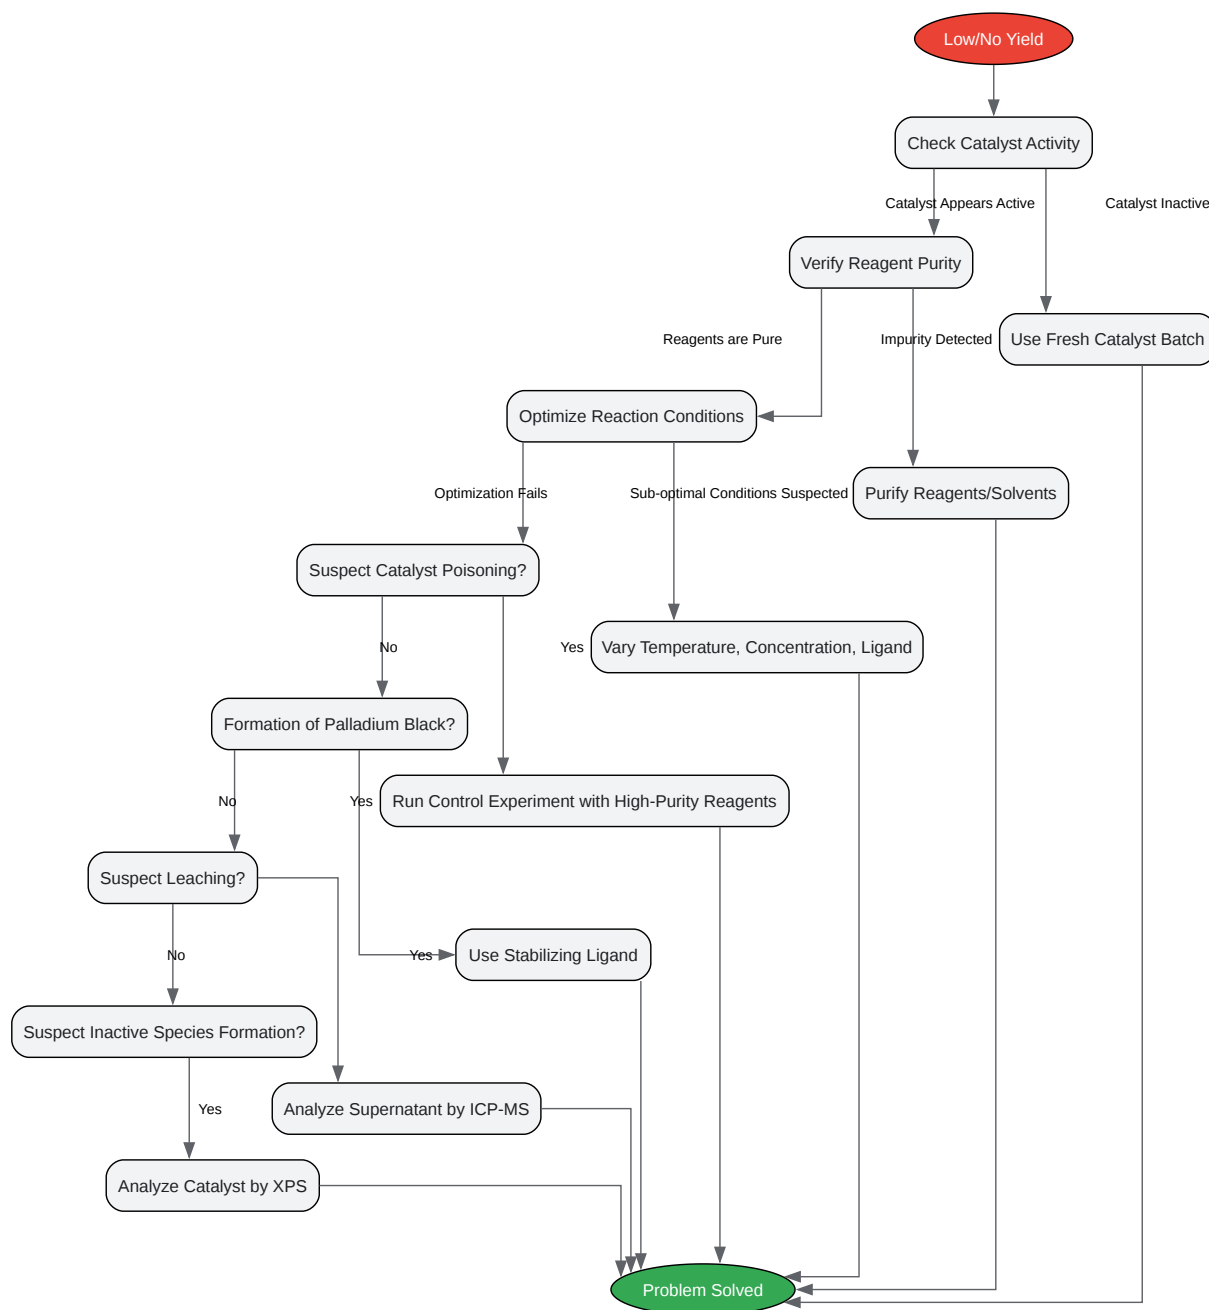 Low/No Yield
Check Catalyst Activity
Catalyst Appears Active
Catalyst Inactive
Verify Reagent Purity
Reagents are Pure
Impurity Detected
Use Fresh Catalyst Batch
Optimize Reaction Conditions
Optimization Fails
Sub-optimal Conditions Suspected
Purify Reagents/Solvents
Suspect Catalyst Poisoning?
No
Yes
Vary Temperature, Concentration, Ligand
Formation of Palladium Black?
No
Yes
Run Control Experiment with High-Purity Reagents
Suspect Leaching?
No
Yes
Use Stabilizing Ligand
Suspect Inactive Species Formation?
Yes
Analyze Supernatant by ICP-MS
Analyze Catalyst by XPS
Problem Solved